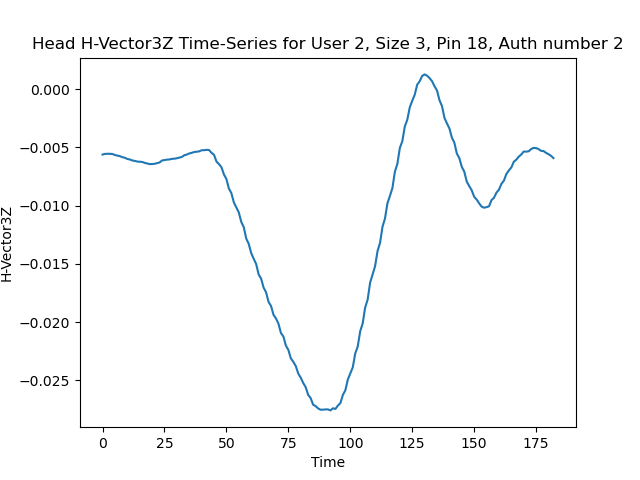 Head H-Vector3Z Time-Series for User 2, Size 3, Pin 18, Auth number 2
0.000
−0.005
−0.010
−0.015
−0.020
−0.025
H-Vector3Z
0 25 50 75 100 125 150 175
Time